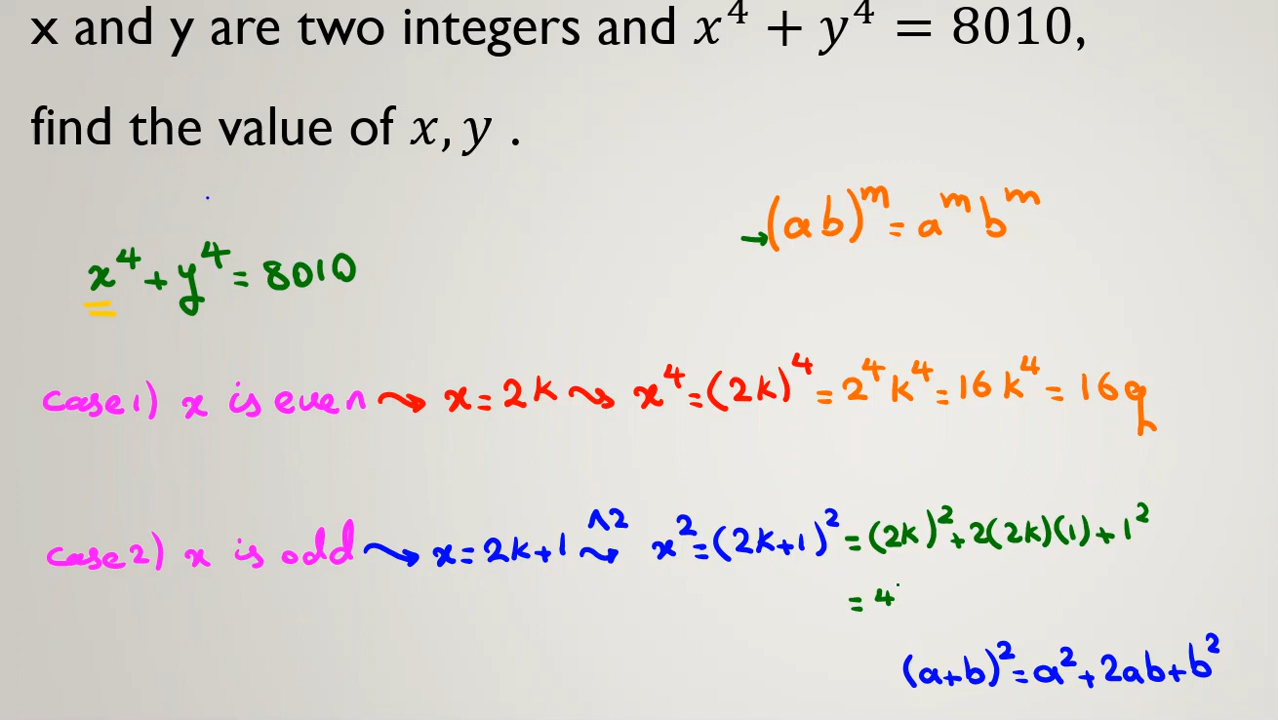 x and y are two integers and x⁴ + y⁴ = 8010,
find the value of x, y .
→(ab)ᵐ = aᵐbᵐ
x⁴ + y⁴ = 8010
case1) x is even ⇝ x = 2k ⇝ x⁴ = (2k)⁴ = 2⁴k⁴ = 16k⁴ = 16q
case2) x is odd ⇝ x = 2k+1 ⇝^2 x² = (2k+1)² = (2k)² + 2(2k)(1) + 1²
= 4
(a+b)² = a² + 2ab + b²